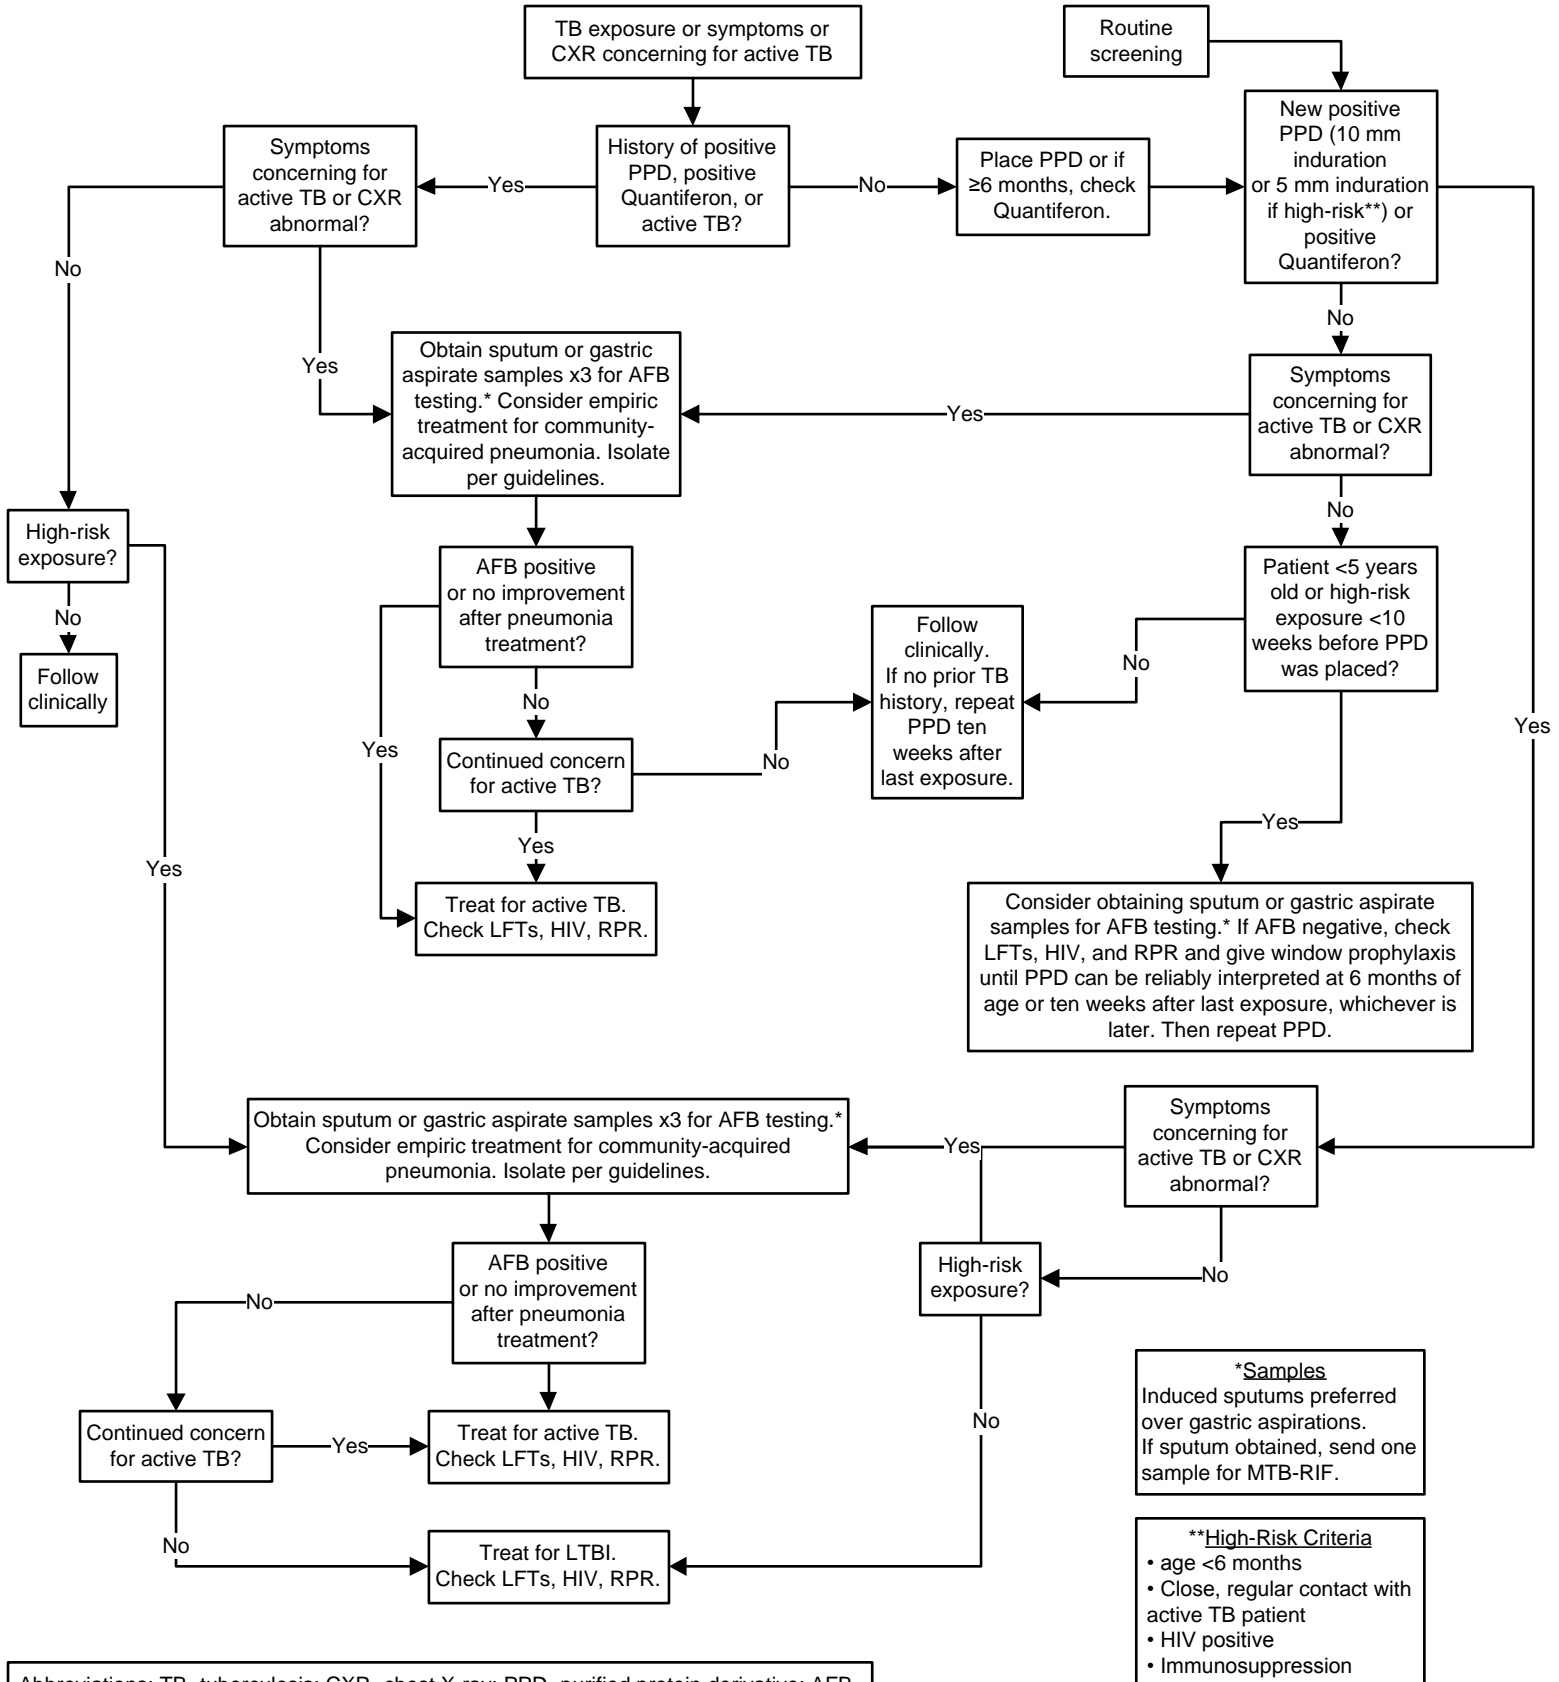 TB exposure or symptoms or
CXR concerning for active TB
Routine
screening
Symptoms
concerning for
active TB or CXR
abnormal?
Yes
History of positive
PPD, positive
Quantiferon, or
active TB?
No
Place PPD or if
≥6 months, check
Quantiferon.
New positive
PPD (10 mm
induration
or 5 mm induration
if high-risk**) or
positive
Quantiferon?
No
No
Yes
Obtain sputum or gastric
aspirate samples x3 for AFB
testing.* Consider empiric
treatment for community-
acquired pneumonia. Isolate
per guidelines.
Yes
Symptoms
concerning for
active TB or CXR
abnormal?
No
High-risk
exposure?
No
Follow
clinically
AFB positive
or no improvement
after pneumonia
treatment?
No
Yes
Continued concern
for active TB?
No
Yes
Treat for active TB.
Check LFTs, HIV, RPR.
Follow
clinically.
If no prior TB
history, repeat
PPD ten
weeks after
last exposure.
No
Patient <5 years
old or high-risk
exposure <10
weeks before PPD
was placed?
Yes
Yes
Yes
Consider obtaining sputum or gastric aspirate
samples for AFB testing.* If AFB negative, check
LFTs, HIV, and RPR and give window prophylaxis
until PPD can be reliably interpreted at 6 months of
age or ten weeks after last exposure, whichever is
later. Then repeat PPD.
Obtain sputum or gastric aspirate samples x3 for AFB testing.*
Consider empiric treatment for community-acquired
pneumonia. Isolate per guidelines.
Yes
Symptoms
concerning for
active TB or CXR
abnormal?
No
High-risk
exposure?
No
AFB positive
or no improvement
after pneumonia
treatment?
No
Continued concern
for active TB?
Yes
Treat for active TB.
Check LFTs, HIV, RPR.
No
Treat for LTBI.
Check LFTs, HIV, RPR.
*Samples
Induced sputums preferred
over gastric aspirations.
If sputum obtained, send one
sample for MTB-RIF.
**High-Risk Criteria
• age <6 months
• Close, regular contact with
active TB patient
• HIV positive
• Immunosuppression
Abbreviations: TB, tuberculosis; CXR, chest X-ray; PPD, purified protein derivative; AFB,